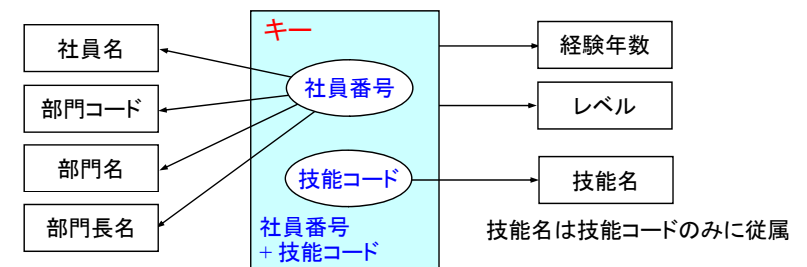 社員名
部門コード
部門名
部門長名
キー
社員番号
技能コード
社員番号
+ 技能コード
経験年数
レベル
技能名
技能名は技能コードのみに従属